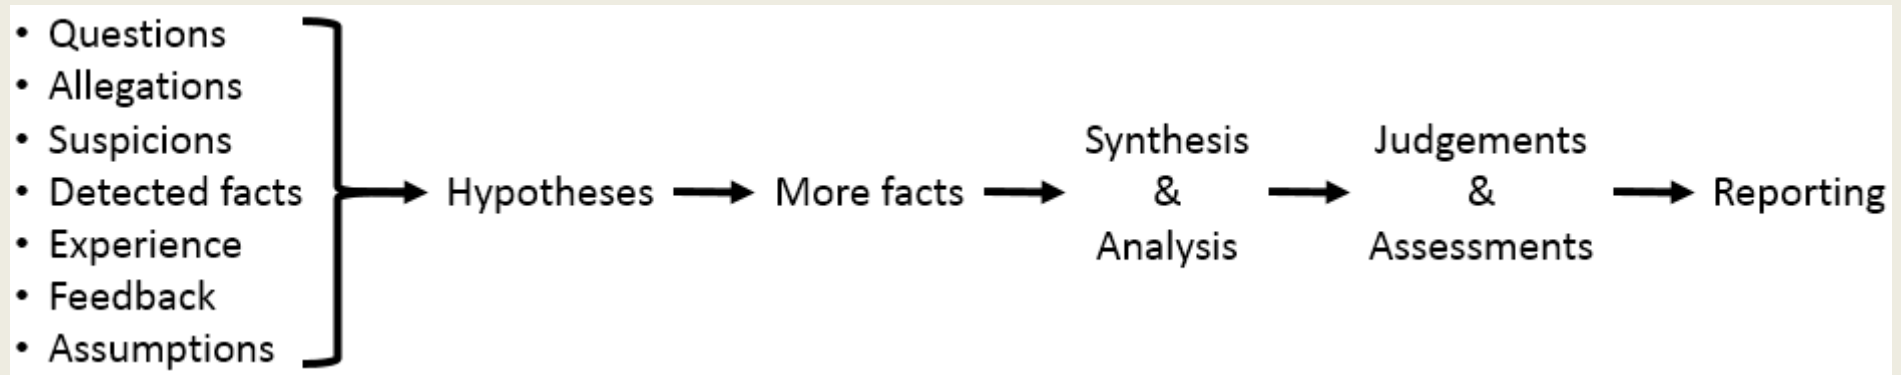 • Questions
• Allegations
• Suspicions
• Detected facts
• Experience
• Feedback
• Assumptions
Hypotheses
More facts
Synthesis
&
Analysis
Judgements
&
Assessments
Reporting